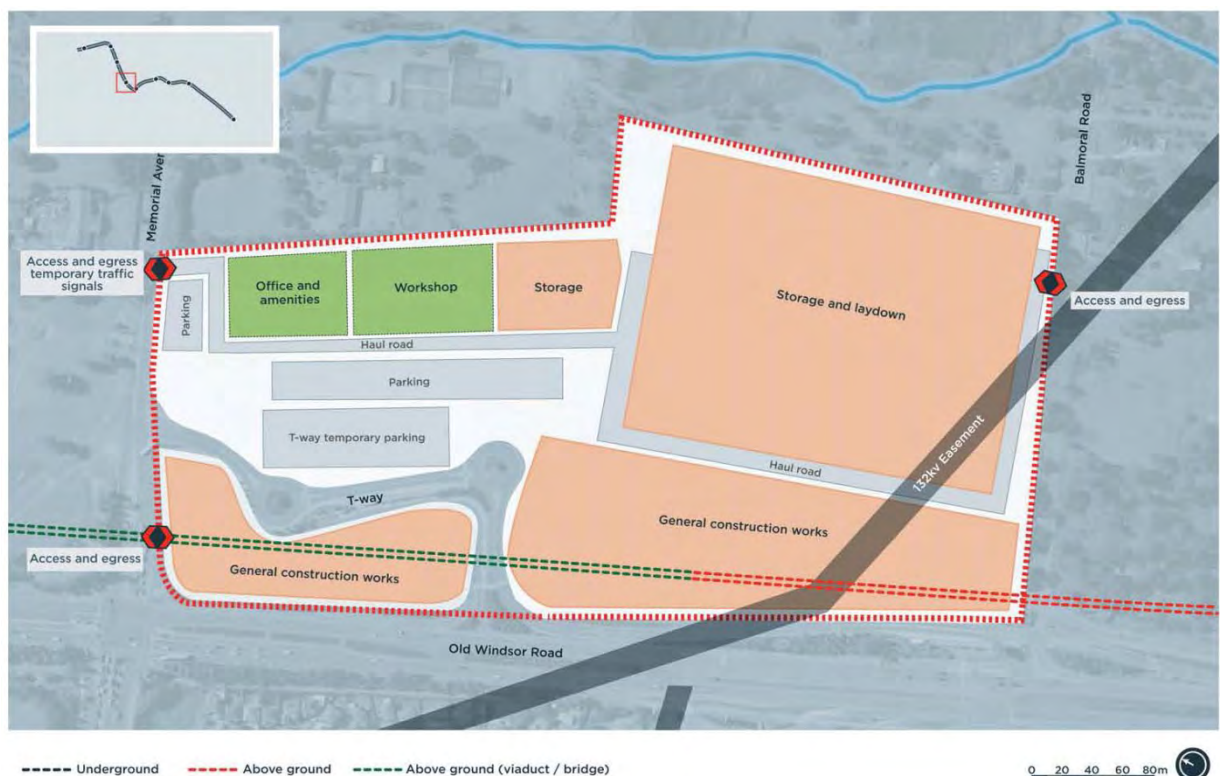 Memorial Aver
Balmoral Road
Access and egress
temporary traffic
signals
Parking
Office and
amenities
Workshop
Storage
Storage and laydown
Access and egress
Haul road
Parking
T-way temporary parking
T-way
Haul road
132kv Easement
General construction works
Access and egress
General construction works
Old Windsor Road
Underground
Above ground
Above ground (viaduct / bridge)
0 20 40 60 80m